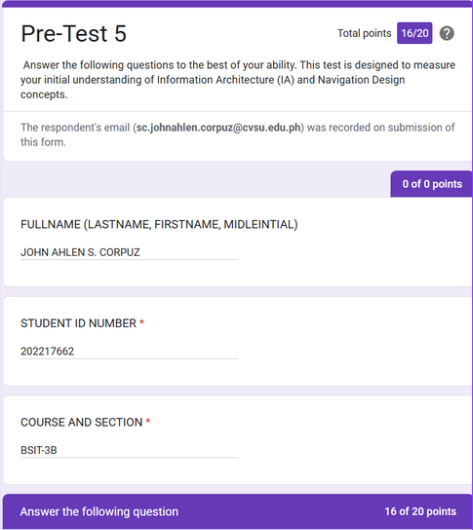 Pre-Test 5
Total points 16/20 ?
Answer the following questions to the best of your ability. This test is designed to measure
your initial understanding of Information Architecture (IA) and Navigation Design
concepts.
The respondent's email (sc.johnahlen.corpuz@cvsu.edu.ph) was recorded on submission of
this form.
0 of 0 points
FULLNAME (LASTNAME, FIRSTNAME, MIDLEINTIAL)
JOHN AHLEN S. CORPUZ
STUDENT ID NUMBER *
202217662
COURSE AND SECTION *
BSIT-3B
Answer the following question
16 of 20 points